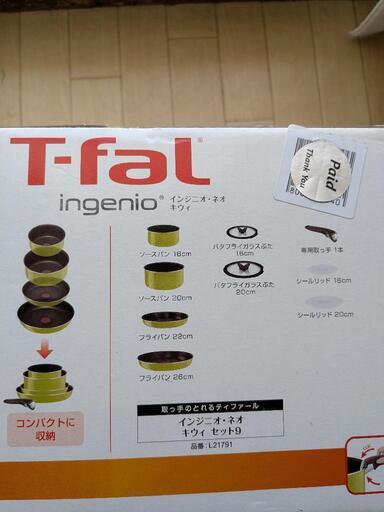 T-fal
ingenio®
インジニオ・ネオ
キウィ
Paid
Thank You
ソースパン 16cm
バタフライガラスぶた
16cm
専用取っ手 1本
ソースパン 20cm
バタフライガラスぶた
20cm
シールリッド 16cm
フライパン 22cm
シールリッド 20cm
フライパン 26cm
コンパクトに
収納
取っ手のとれるティファール
インジニオ・ネオ
キウィ セット9
品番：L21791